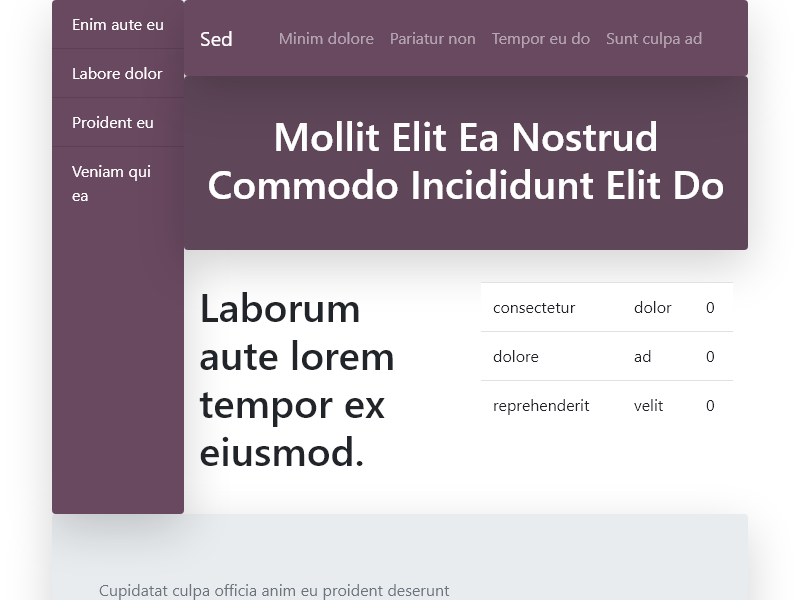 Enim aute eu
Labore dolor
Proident eu
Veniam qui
ea
Sed
Minim dolore Pariatur non Tempor eu do Sunt culpa ad
Mollit Elit Ea Nostrud
Commodo Incididunt Elit Do
Laborum
aute lorem
tempor ex
eiusmod.
consectetur dolor 0
dolore ad 0
reprehenderit velit 0
Cupidatat culpa officia anim eu proident deserunt